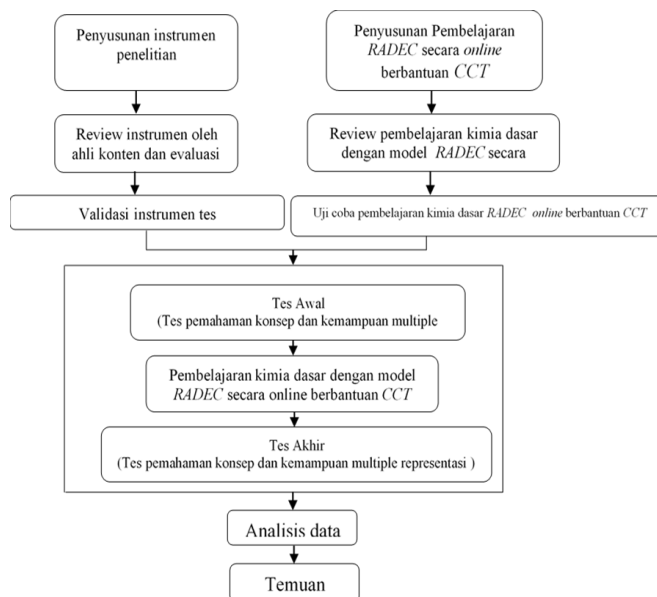 Penyusunan instrumen
penelitian
Penyusunan Pembelajaran
RADEC secara online
berbantuan CCT
Review instrumen oleh
ahli konten dan evaluasi
Review pembelajaran kimia dasar
dengan model RADEC secara
Validasi instrumen tes
Uji coba pembelajaran kimia dasar RADEC online berbantuan CCT
Tes Awal
(Tes pemahaman konsep dan kemampuan multiple
Pembelajaran kimia dasar dengan model
RADEC secara online berbantuan CCT
Tes Akhir
(Tes pemahaman konsep dan kemampuan multiple representasi )
Analisis data
Temuan